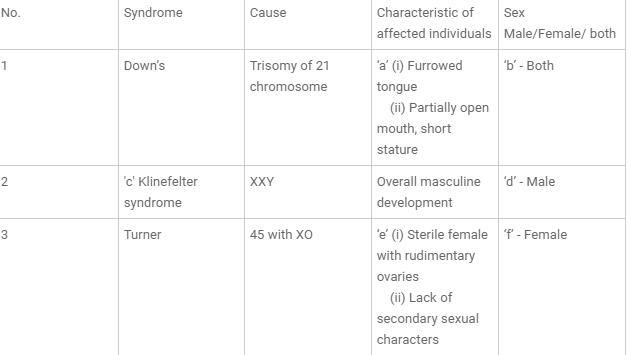 No.
Syndrome
Cause
Characteristic of
affected individuals
Sex
Male/Female/ both
1
Down's
Trisomy of 21
chromosome
'a' (i) Furrowed
tongue
(ii) Partially open
mouth, short
stature
'b' - Both
2
'c' Klinefelter
syndrome
XXY
Overall masculine
development
'd' - Male
3
Turner
45 with XO
'e' (i) Sterile female
with rudimentary
ovaries
(ii) Lack of
secondary sexual
characters
'f' - Female